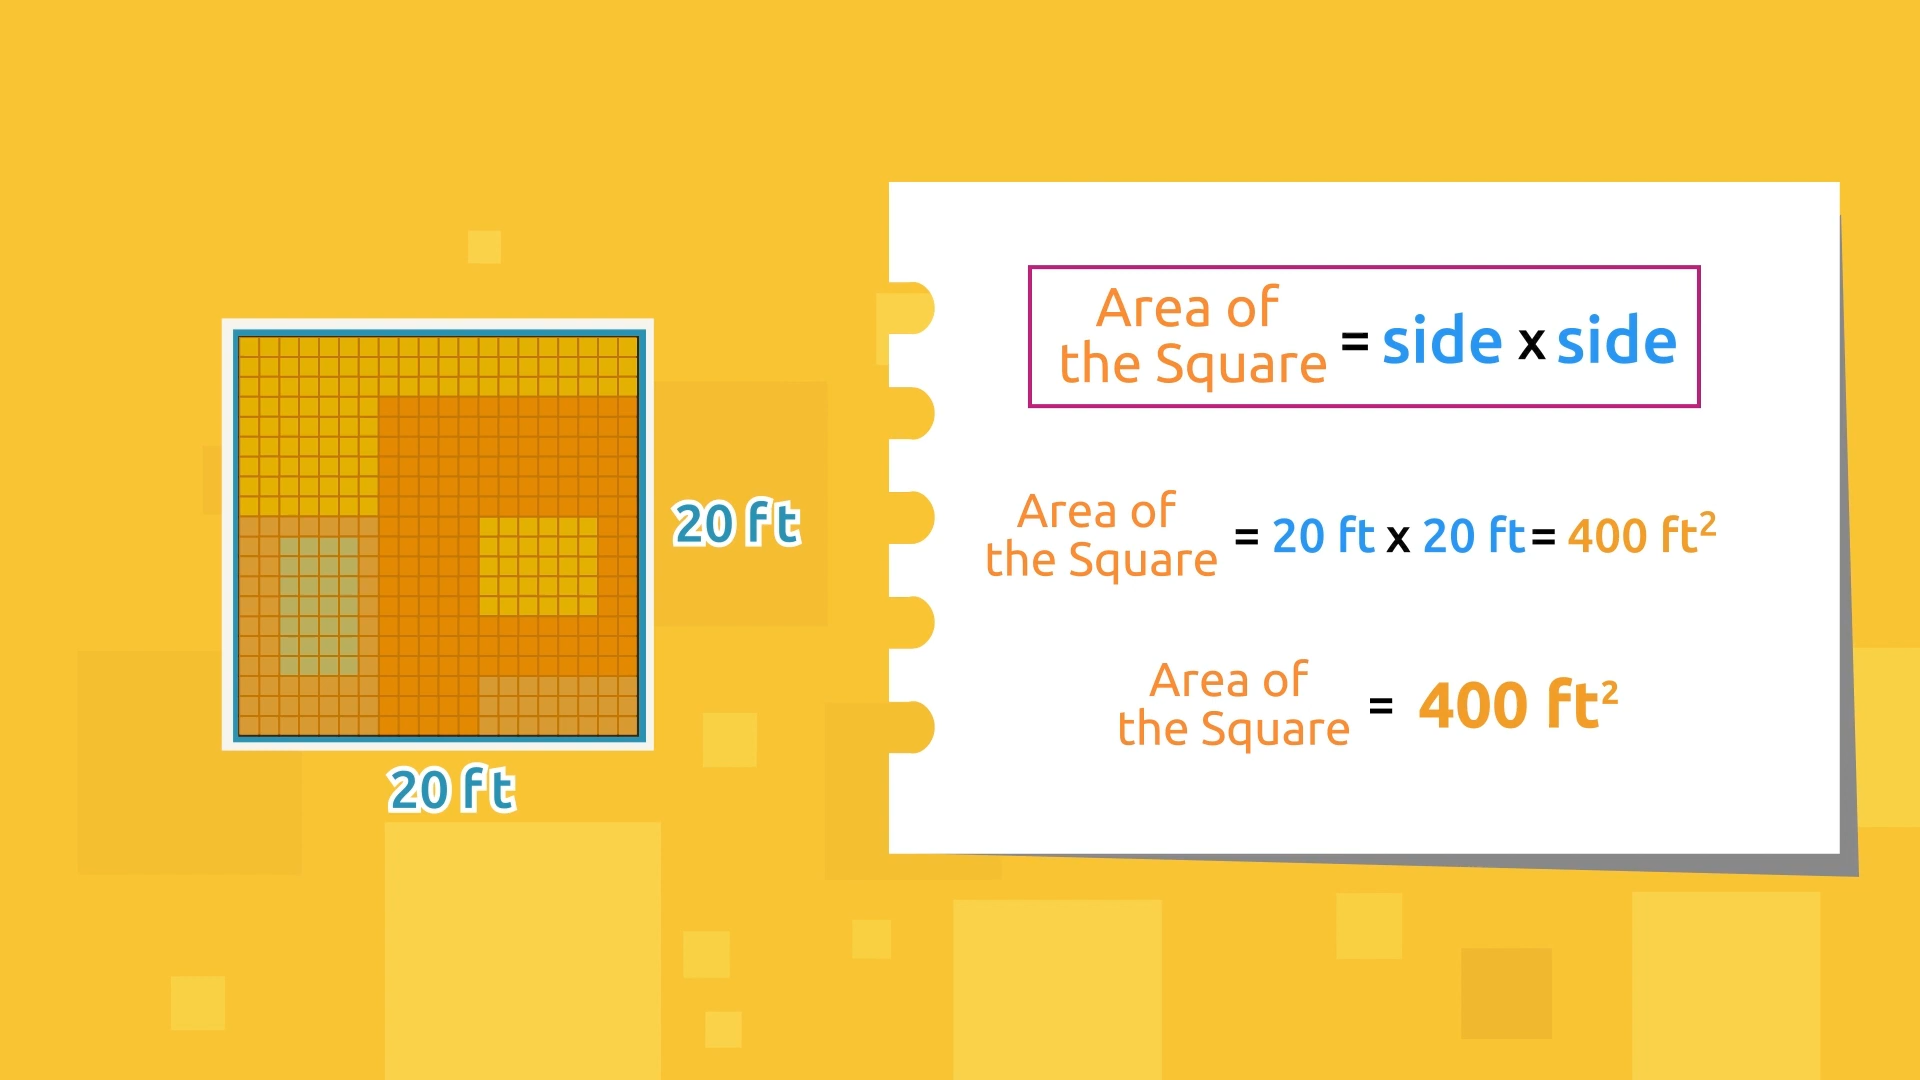 20 ft
20 ft
Area of
the Square = side x side
Area of
the Square = 20 ft x 20 ft = 400 ft²
Area of
the Square = 400 ft²